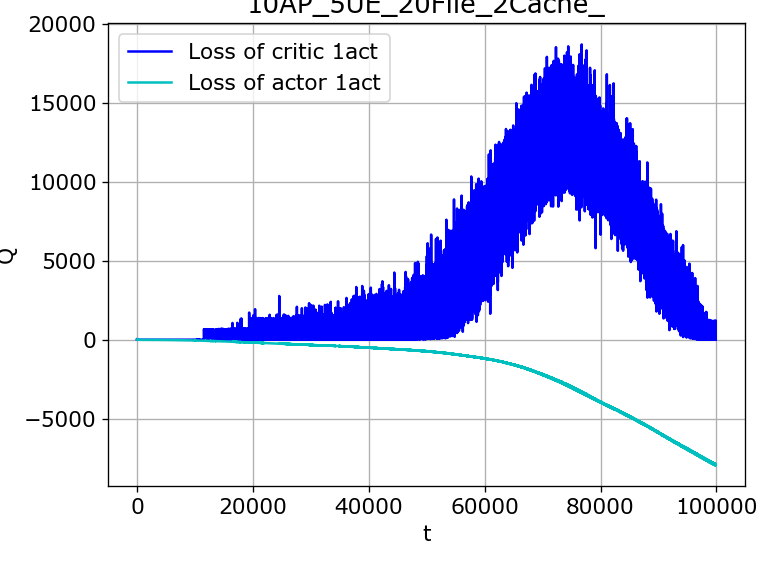 10AP_5UE_20File_2Cache_
20000
Loss of critic 1act
Loss of actor 1act
15000
10000
5000
0
−5000
Q
0 20000 40000 60000 80000 100000
t